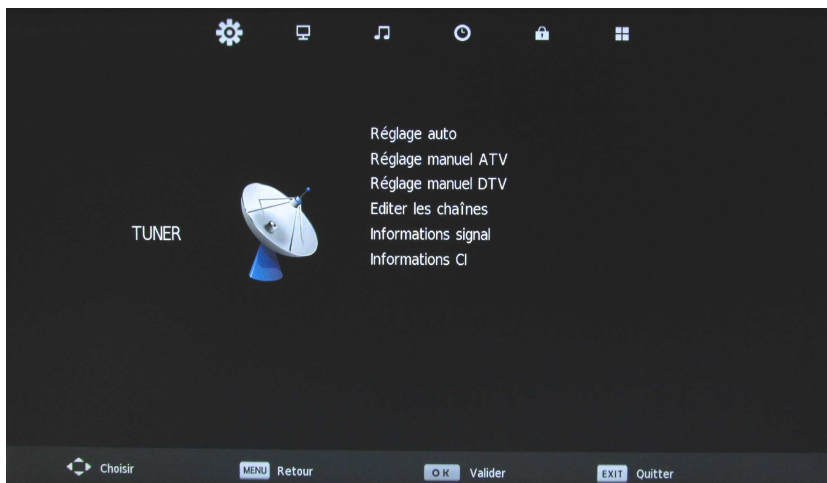 Réglage auto
Réglage manuel ATV
Réglage manuel DTV
Editer les chaînes
TUNER
Informations signal
Informations CI
Choisir MENU Retour OK Valider EXIT Quitter